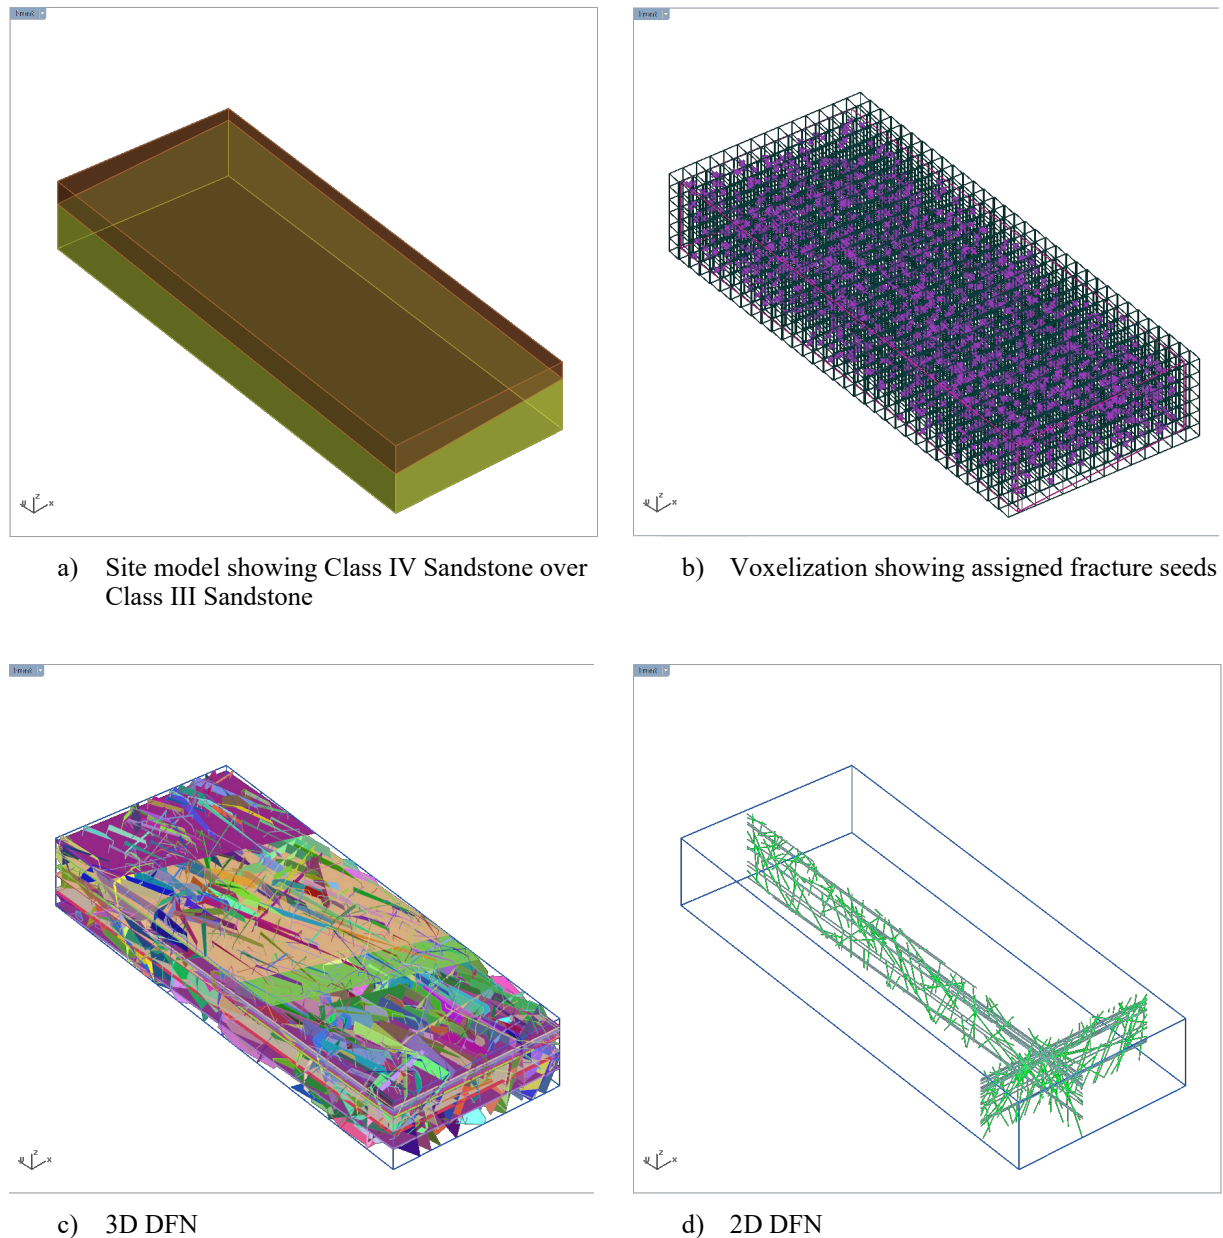 a) Site model showing Class IV Sandstone over
Class III Sandstone
b) Voxelization showing assigned fracture seeds
c) 3D DFN
d) 2D DFN